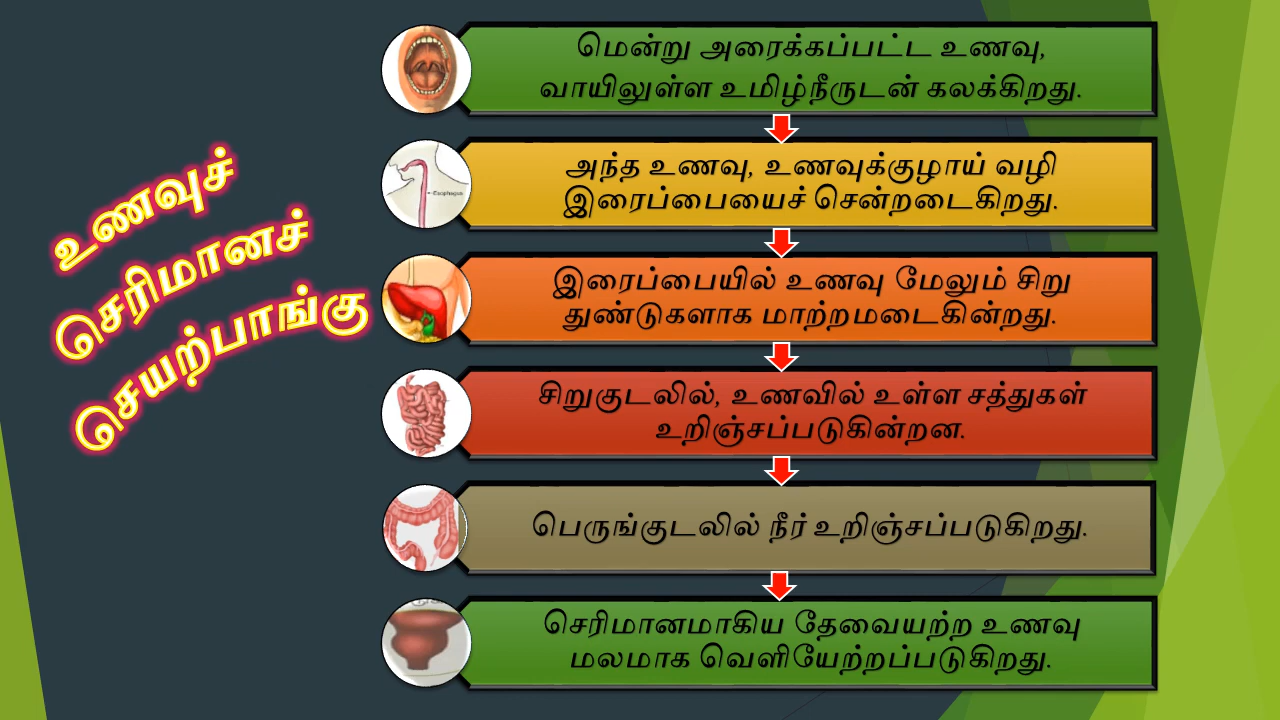 உணவுச்
செரிமானச்
செயற்பாங்கு
மென்று அரைக்கப்பட்ட உணவு,
வாயிலுள்ள உமிழ்நீருடன் கலக்கிறது.
அந்த உணவு, உணவுக்குழாய் வழி
இரைப்பையைச் சென்றடைகிறது.
Esophagus
இரைப்பையில் உணவு மேலும் சிறு
துண்டுகளாக மாற்றமடைகின்றது.
சிறுகுடலில், உணவில் உள்ள சத்துகள்
உறிஞ்சப்படுகின்றன.
பெருங்குடலில் நீர் உறிஞ்சப்படுகிறது.
செரிமானமாகிய தேவையற்ற உணவு
மலமாக வெளியேற்றப்படுகிறது.